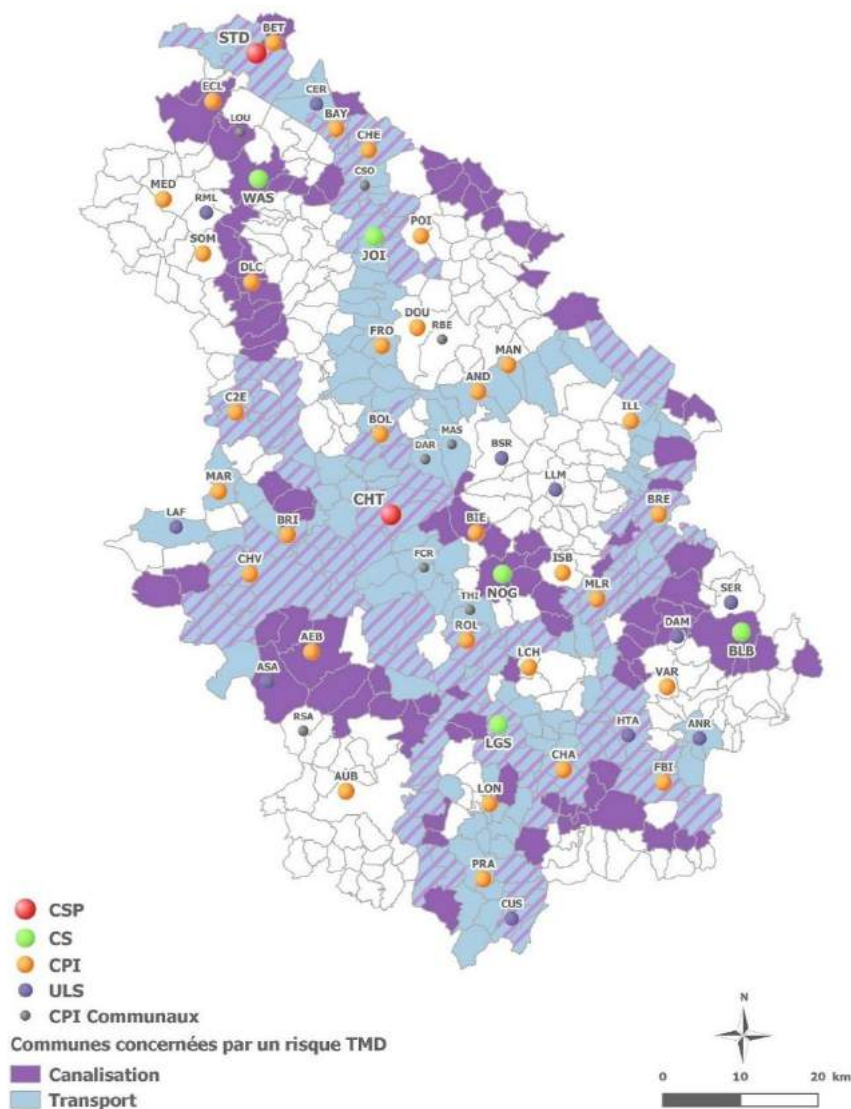 BET
STD
ECL
CER
LOU
BAY
CHE
CSO
MED
RML
WAS
POI
SOM
JOI
DLC
DOU
RBE
FRO
MAN
AND
C2E
ILL
BOL
MAS
DAR
BSR
MAR
LLM
CHT
BRE
LAF
BRI
BIE
FCR
CHV
ISB
NOG
MLR
SER
THI
ROL
DAM
AEB
BLB
LCH
ASA
VAR
RSA
LGS
HTA
ANR
CHA
FBI
AUB
LON
PRA
CUS
CSP
CS
CPI
ULS
CPI Communaux
Communes concernées par un risque TMD
Canalisation
Transport
N
0 10 20 km